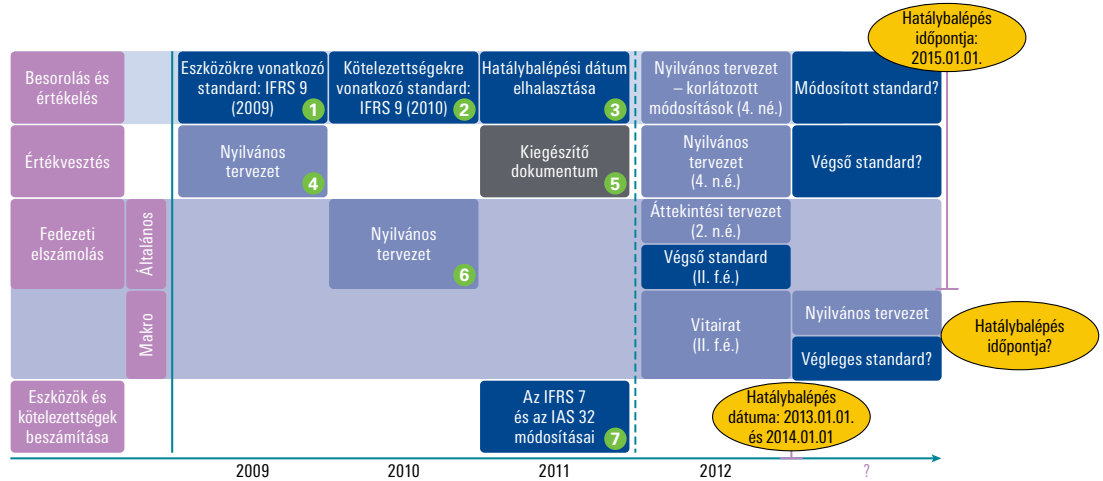 Hatálybalépés
időpontja:
2015.01.01.
Besorolás és
értékelés
Eszközökre vonatkozó
standard: IFRS 9
(2009)
1
Kötelezettségekre
vonatkozó standard:
IFRS 9 (2010)
2
Hatálybalépési dátum
elhalasztása
3
Nyilvános tervezet
– korlátozott
módosítások (4. né.)
Módosított standard?
Értékvesztés
Nyilvános
tervezet
4
Kiegészítő
dokumentum
5
Nyilvános
tervezet
(4. n.é.)
Végső standard?
Fedezeti
elszámolás
Általános
Nyilvános
tervezet
6
Áttekintési tervezet
(2. n.é.)
Végső standard
(II. f.é.)
Makro
Vitairat
(II. f.é.)
Nyilvános tervezet
Végleges standard?
Hatálybalépés
időpontja?
Eszközök és
kötelezettségek
beszámítása
Az IFRS 7
és az IAS 32
módosításai
7
Hatálybalépés
dátuma: 2013.01.01.
és 2014.01.01
2009
2010
2011
2012
?